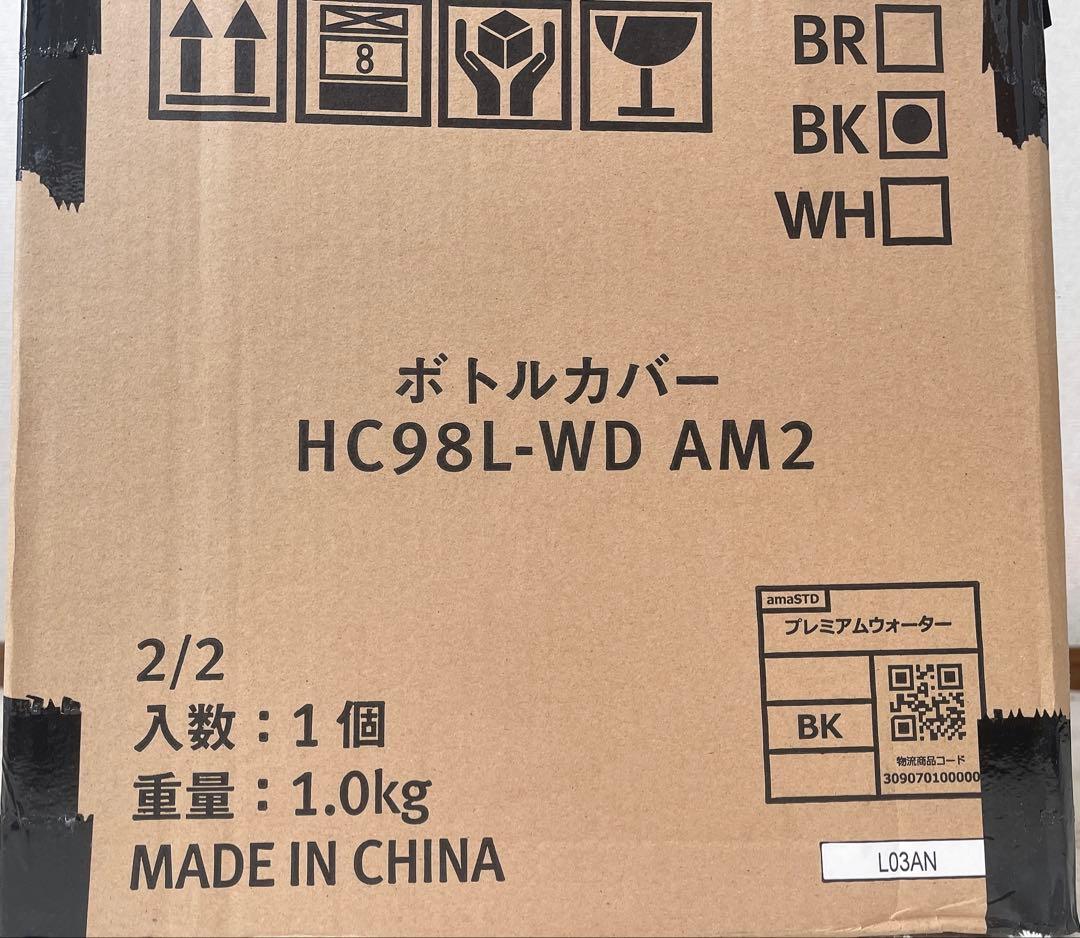 8
BR
BK
WH
ボトルカバー
HC98L-WD AM2
amaSTD
プレミアムウォーター
BK
物流商品コード
309070100000
2/2
入数：1 個
重量：1.0kg
MADE IN CHINA
L03AN